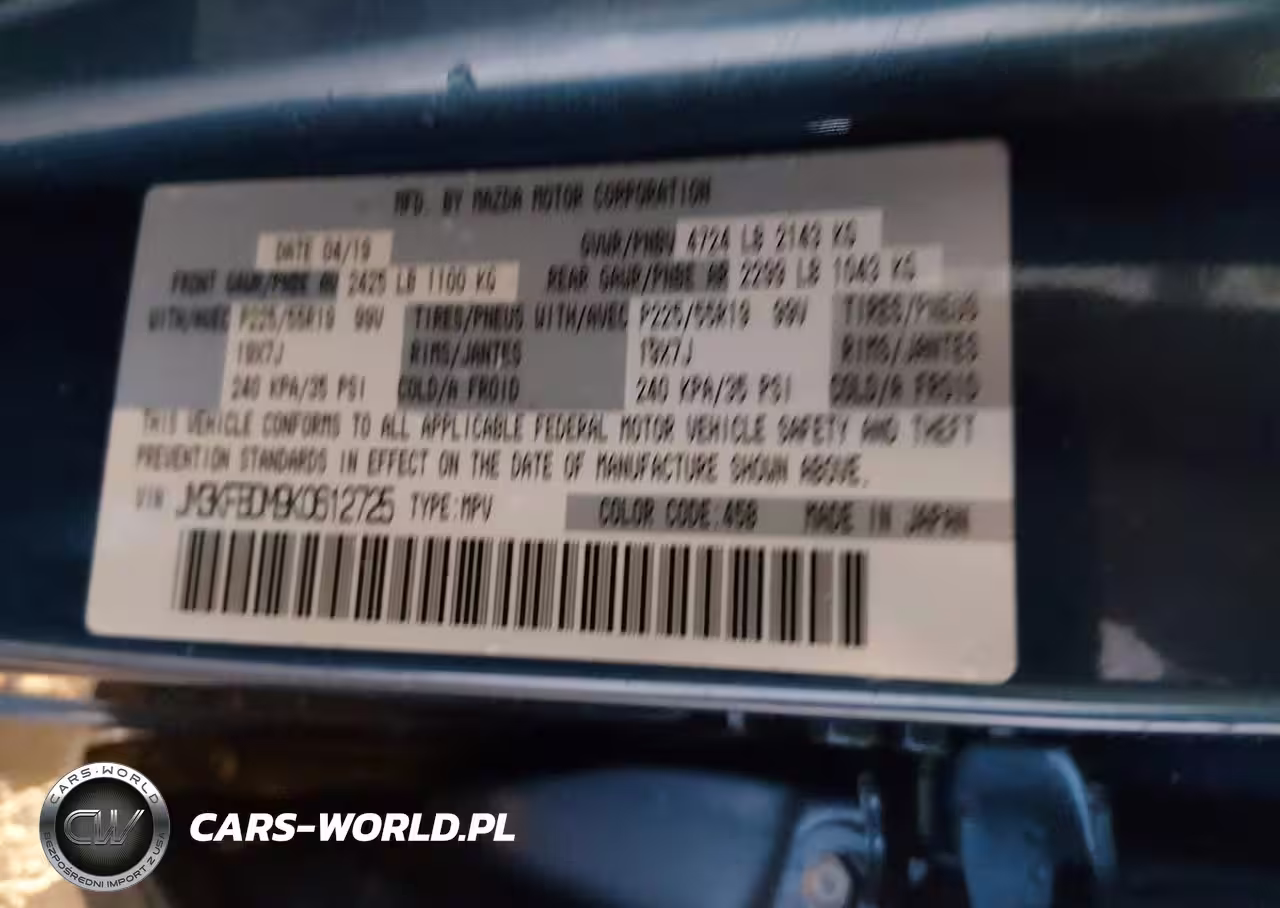 MFD. BY MAZDA MOTOR CORPORATION
DATE 04/19 GVWR/PNBV 4724 LB 2143 KG
FRONT GAWR/PNBE AV 2425 LB 1100 KG REAR GAWR/PNBE AR 2299 LB 1043 KG
WITH/AVEC P225/55R19 99V TIRES/PNEUS WITH/AVEC P225/55R19 99V TIRES/PNEUS
19X7J RIMS/JANTES 19X7J RIMS/JANTES
240 KPA/35 PSI COLD/A FROID 240 KPA/35 PSI COLD/A FROID
THIS VEHICLE CONFORMS TO ALL APPLICABLE FEDERAL MOTOR VEHICLE SAFETY AND THEFT
PREVENTION STANDARDS IN EFFECT ON THE DATE OF MANUFACTURE SHOWN ABOVE.
VIN JM3KFBDM9K0612725 TYPE:MPV COLOR CODE:45B MADE IN JAPAN
CARS-WORLD
CW
BEZPOŚREDNI IMPORT Z USA
CARS-WORLD.PL